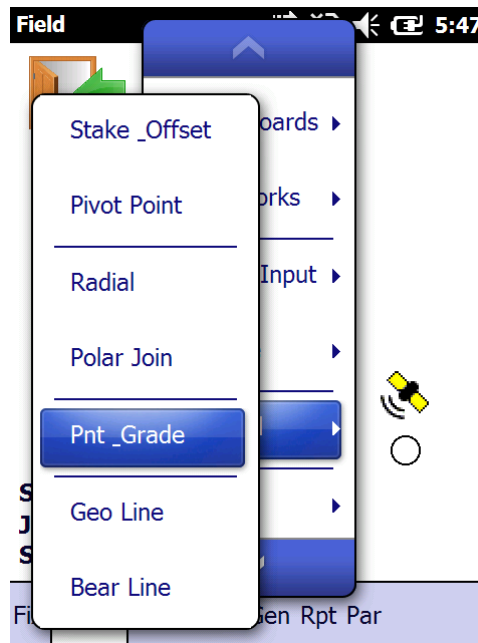 Field 5:47
Stake _Offset
oards
Pivot Point
orks
Radial
Input
Polar Join
Pnt _Grade
Geo Line
S
J
S
Bear Line
Fi
Gen Rpt Par